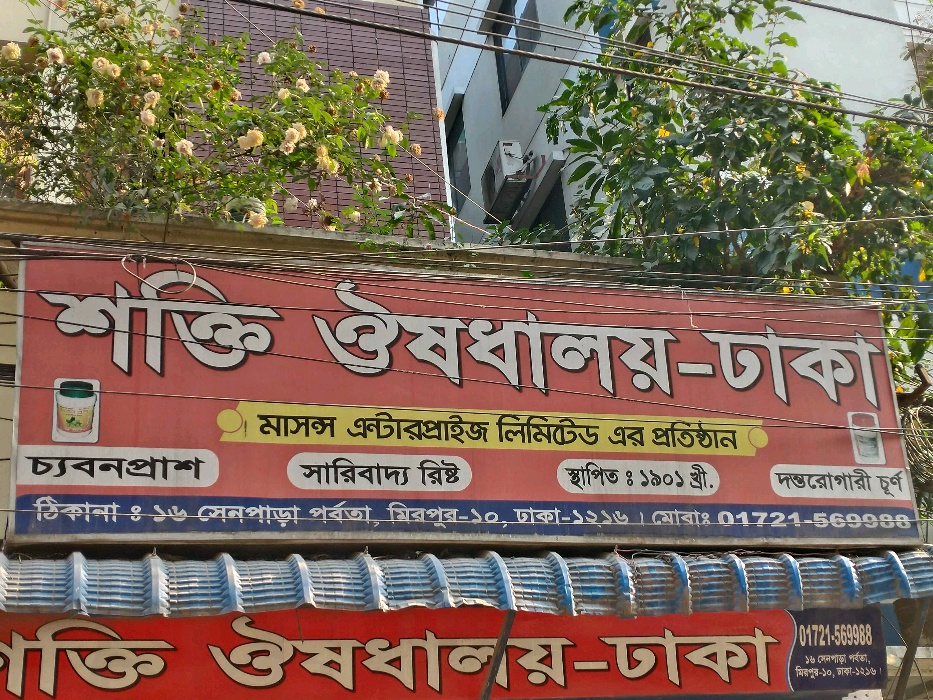 শক্তি ঔষধালয়-ঢাকা
মাসন্স এন্টারপ্রাইজ লিমিটেড এর প্রতিষ্ঠান
চ্যবনপ্রাশ সারিবাদ্য রিষ্ট স্থাপিত : ১৯০১ খ্রী. দন্তরোগারী চূর্ণ
ঠিকানা : ১৬ সেনপাড়া পর্বতা, মিরপুর-১০, ঢাকা-১২১৬ মোবাঃ 01721-569988
শক্তি ঔষধালয়-ঢাকা
01721-569988
১৬ সেনপাড়া পর্বতা,
মিরপুর-১০, ঢাকা-১২১৬।